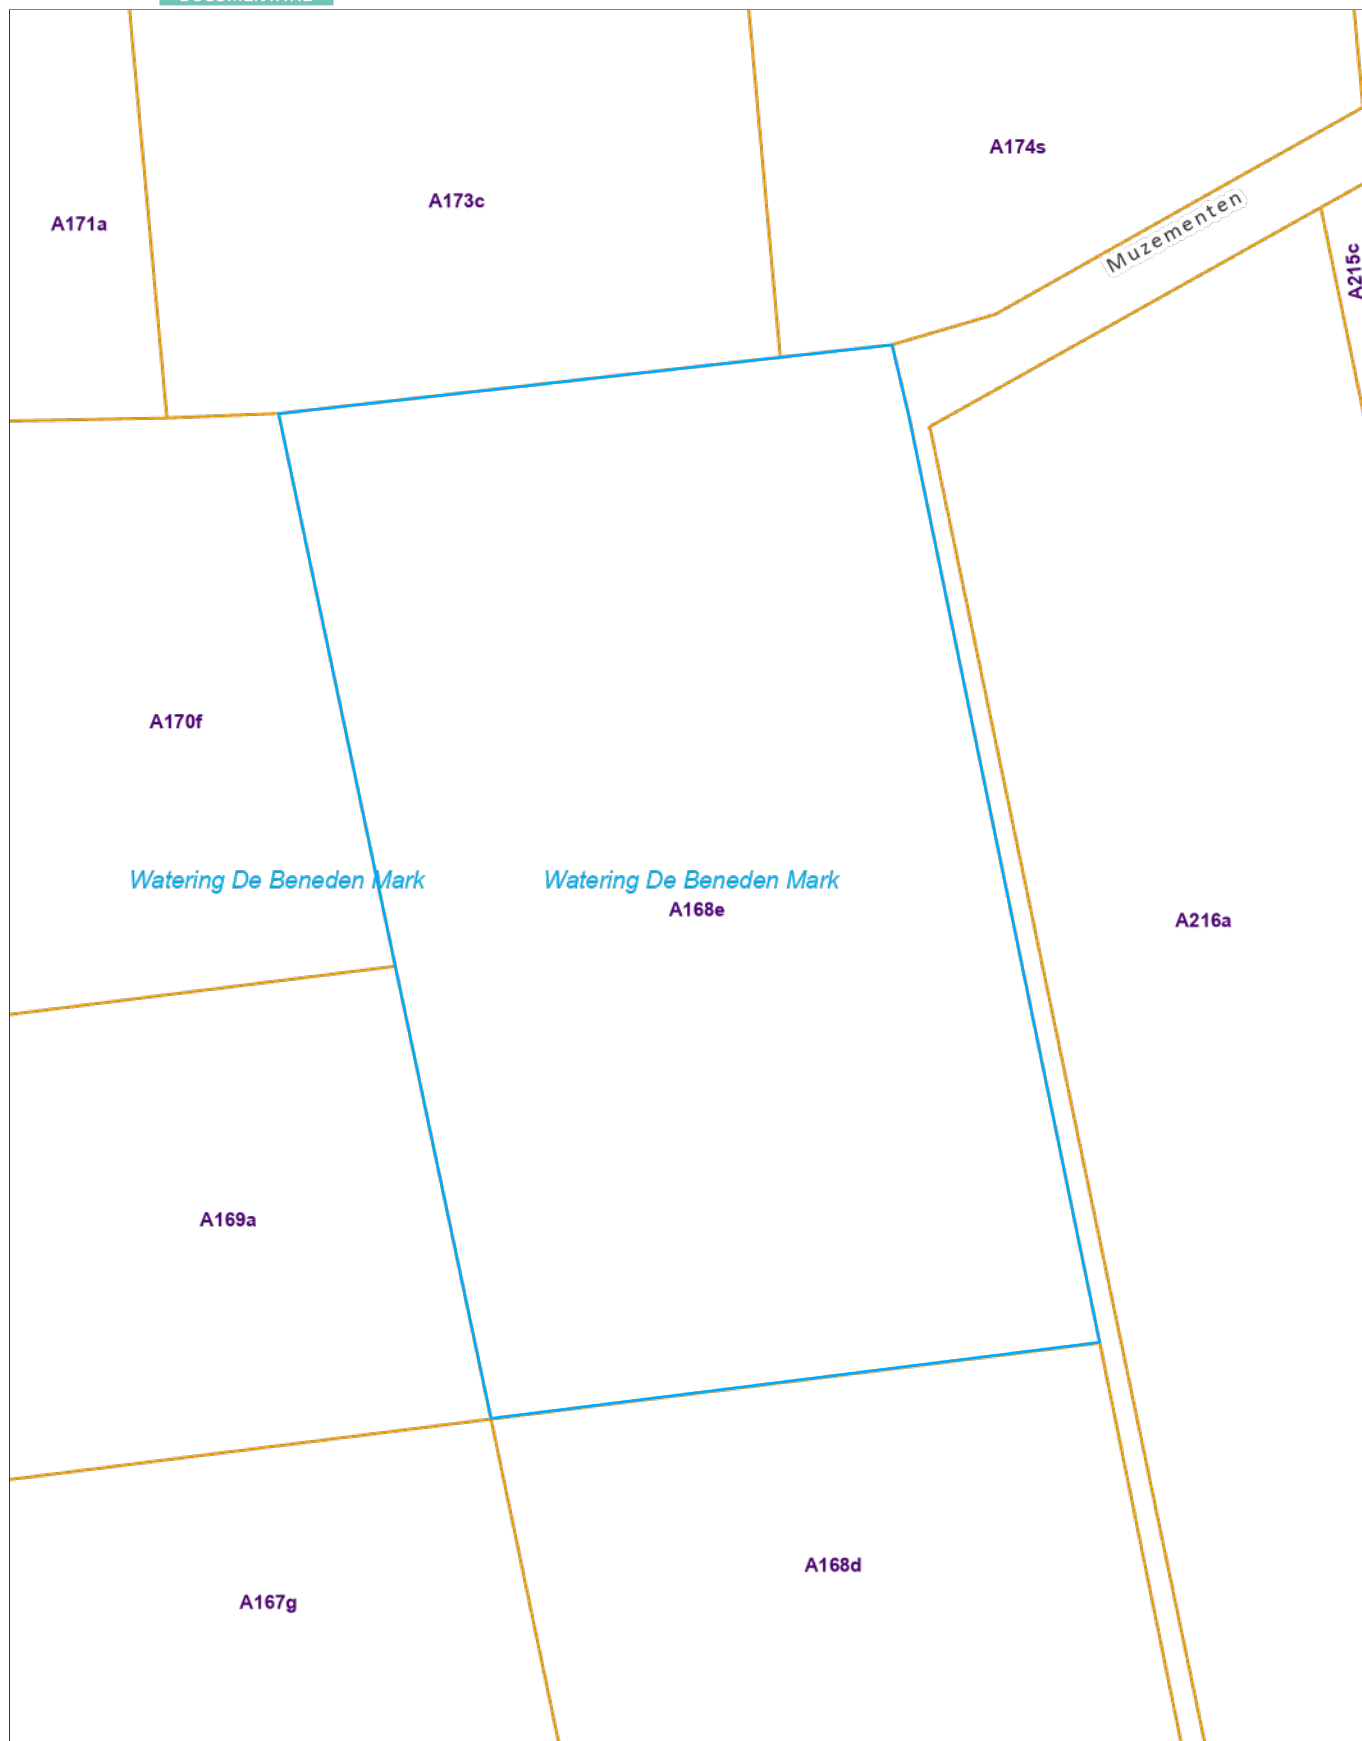 A174s
A173c
A171a
Muzementen
A215c
A170f
Watering De Beneden Mark
Watering De Beneden Mark
A168e
A216a
A169a
A168d
A167g